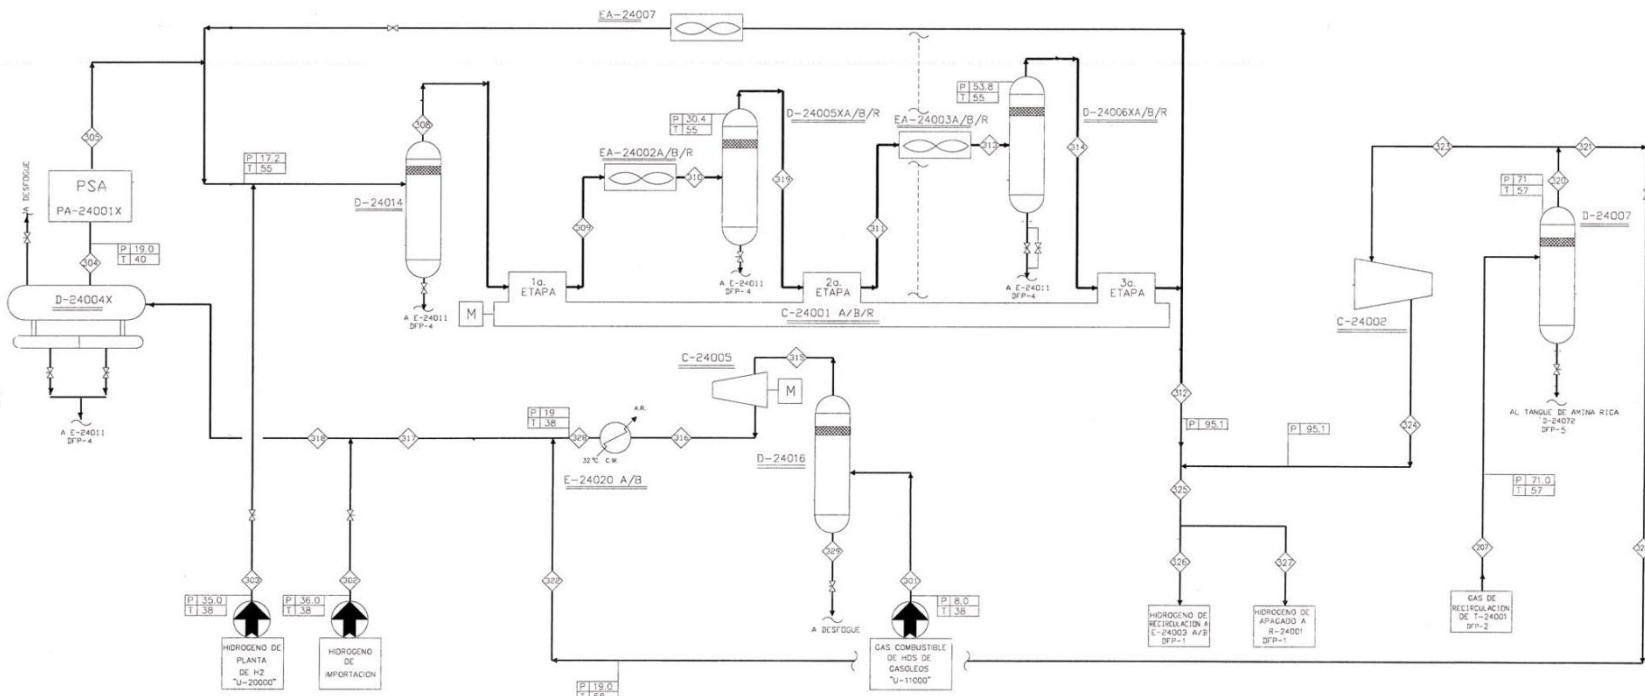 EA-24007
P 53.8
T 55
D-24005XA/B/R
D-24006XA/B/R
P 30.4
T 55
EA-24003A/B/R
305
308
EA-24002A/B/R
313
314
323
321
A DESFOGUE
P 17.2
T 55
PSA
PA-24001X
310
319
320
P 71
T 57
D-24014
D-24007
309
311
P 19.0
T 40
304
A E-24011
DFP-4
1a.
ETAPA
2a.
ETAPA
A E-24011
DFP-4
3a.
ETAPA
D-24004X
A E-24011
DFP-4
M
C-24001 A/B/R
C-24002
C-24005
315
M
312
AL TANQUE DE AMINA RICA
D-24072
DFP-5
A.R.
P 19
T 38
P 95.1
P 95.1
324
A E-24011
DFP-4
318
317
328
316
32°C C.W.
D-24016
E-24020 A/B
P 71.0
T 57
325
303
302
322
329
301
326
327
207
P 35.0
T 38
P 36.0
T 38
P 8.0
T 38
A DESFOGUE
HIDROGENO DE
PLANTA
DE H2
"U-20000"
HIDROGENO
DE
IMPORTACION
GAS COMBUSTIBLE
DE HDS DE
GASOLEOS
"U-11000"
HIDROGENO DE
RECIRCULACION A
E-24003 A/B
DFP-1
HIDROGENO DE
APAGADO A
R-24001
DFP-1
GAS DE
RECIRCULACION
DE T-24001
DFP-2
P 19.0